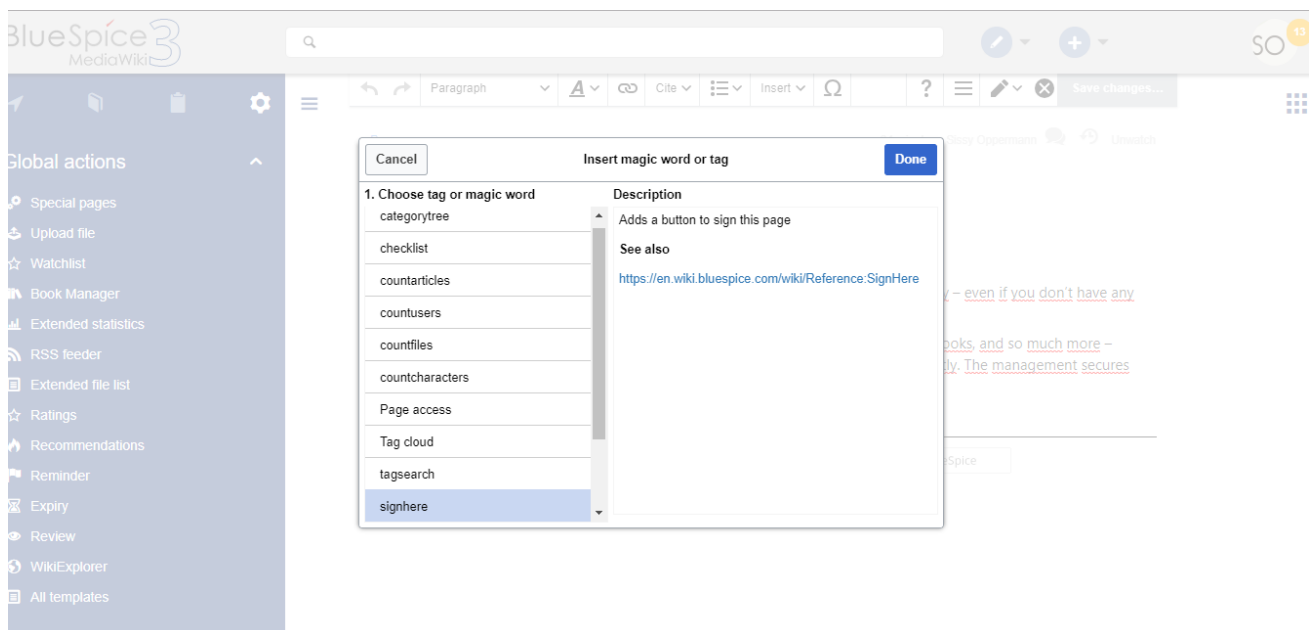 BlueSpice 3
MediaWiki
SO
13
Paragraph
A
Cite
Insert
Ω
?
Save changes...
Global actions
Oppermann
Unwatch
Cancel
Insert magic word or tag
Done
1. Choose tag or magic word
Description
categorytree
checklist
countarticles
countusers
countfiles
countcharacters
Page access
Tag cloud
tagsearch
signhere
Adds a button to sign this page
See also
https://en.wiki.bluespice.com/wiki/Reference:SignHere
Special pages
Upload file
Watchlist
Book Manager
Extended statistics
RSS feeder
Extended file list
Ratings
Recommendations
Reminder
Expiry
Review
WikiExplorer
All templates
– even if you don't have any
and so much more –
The management secures